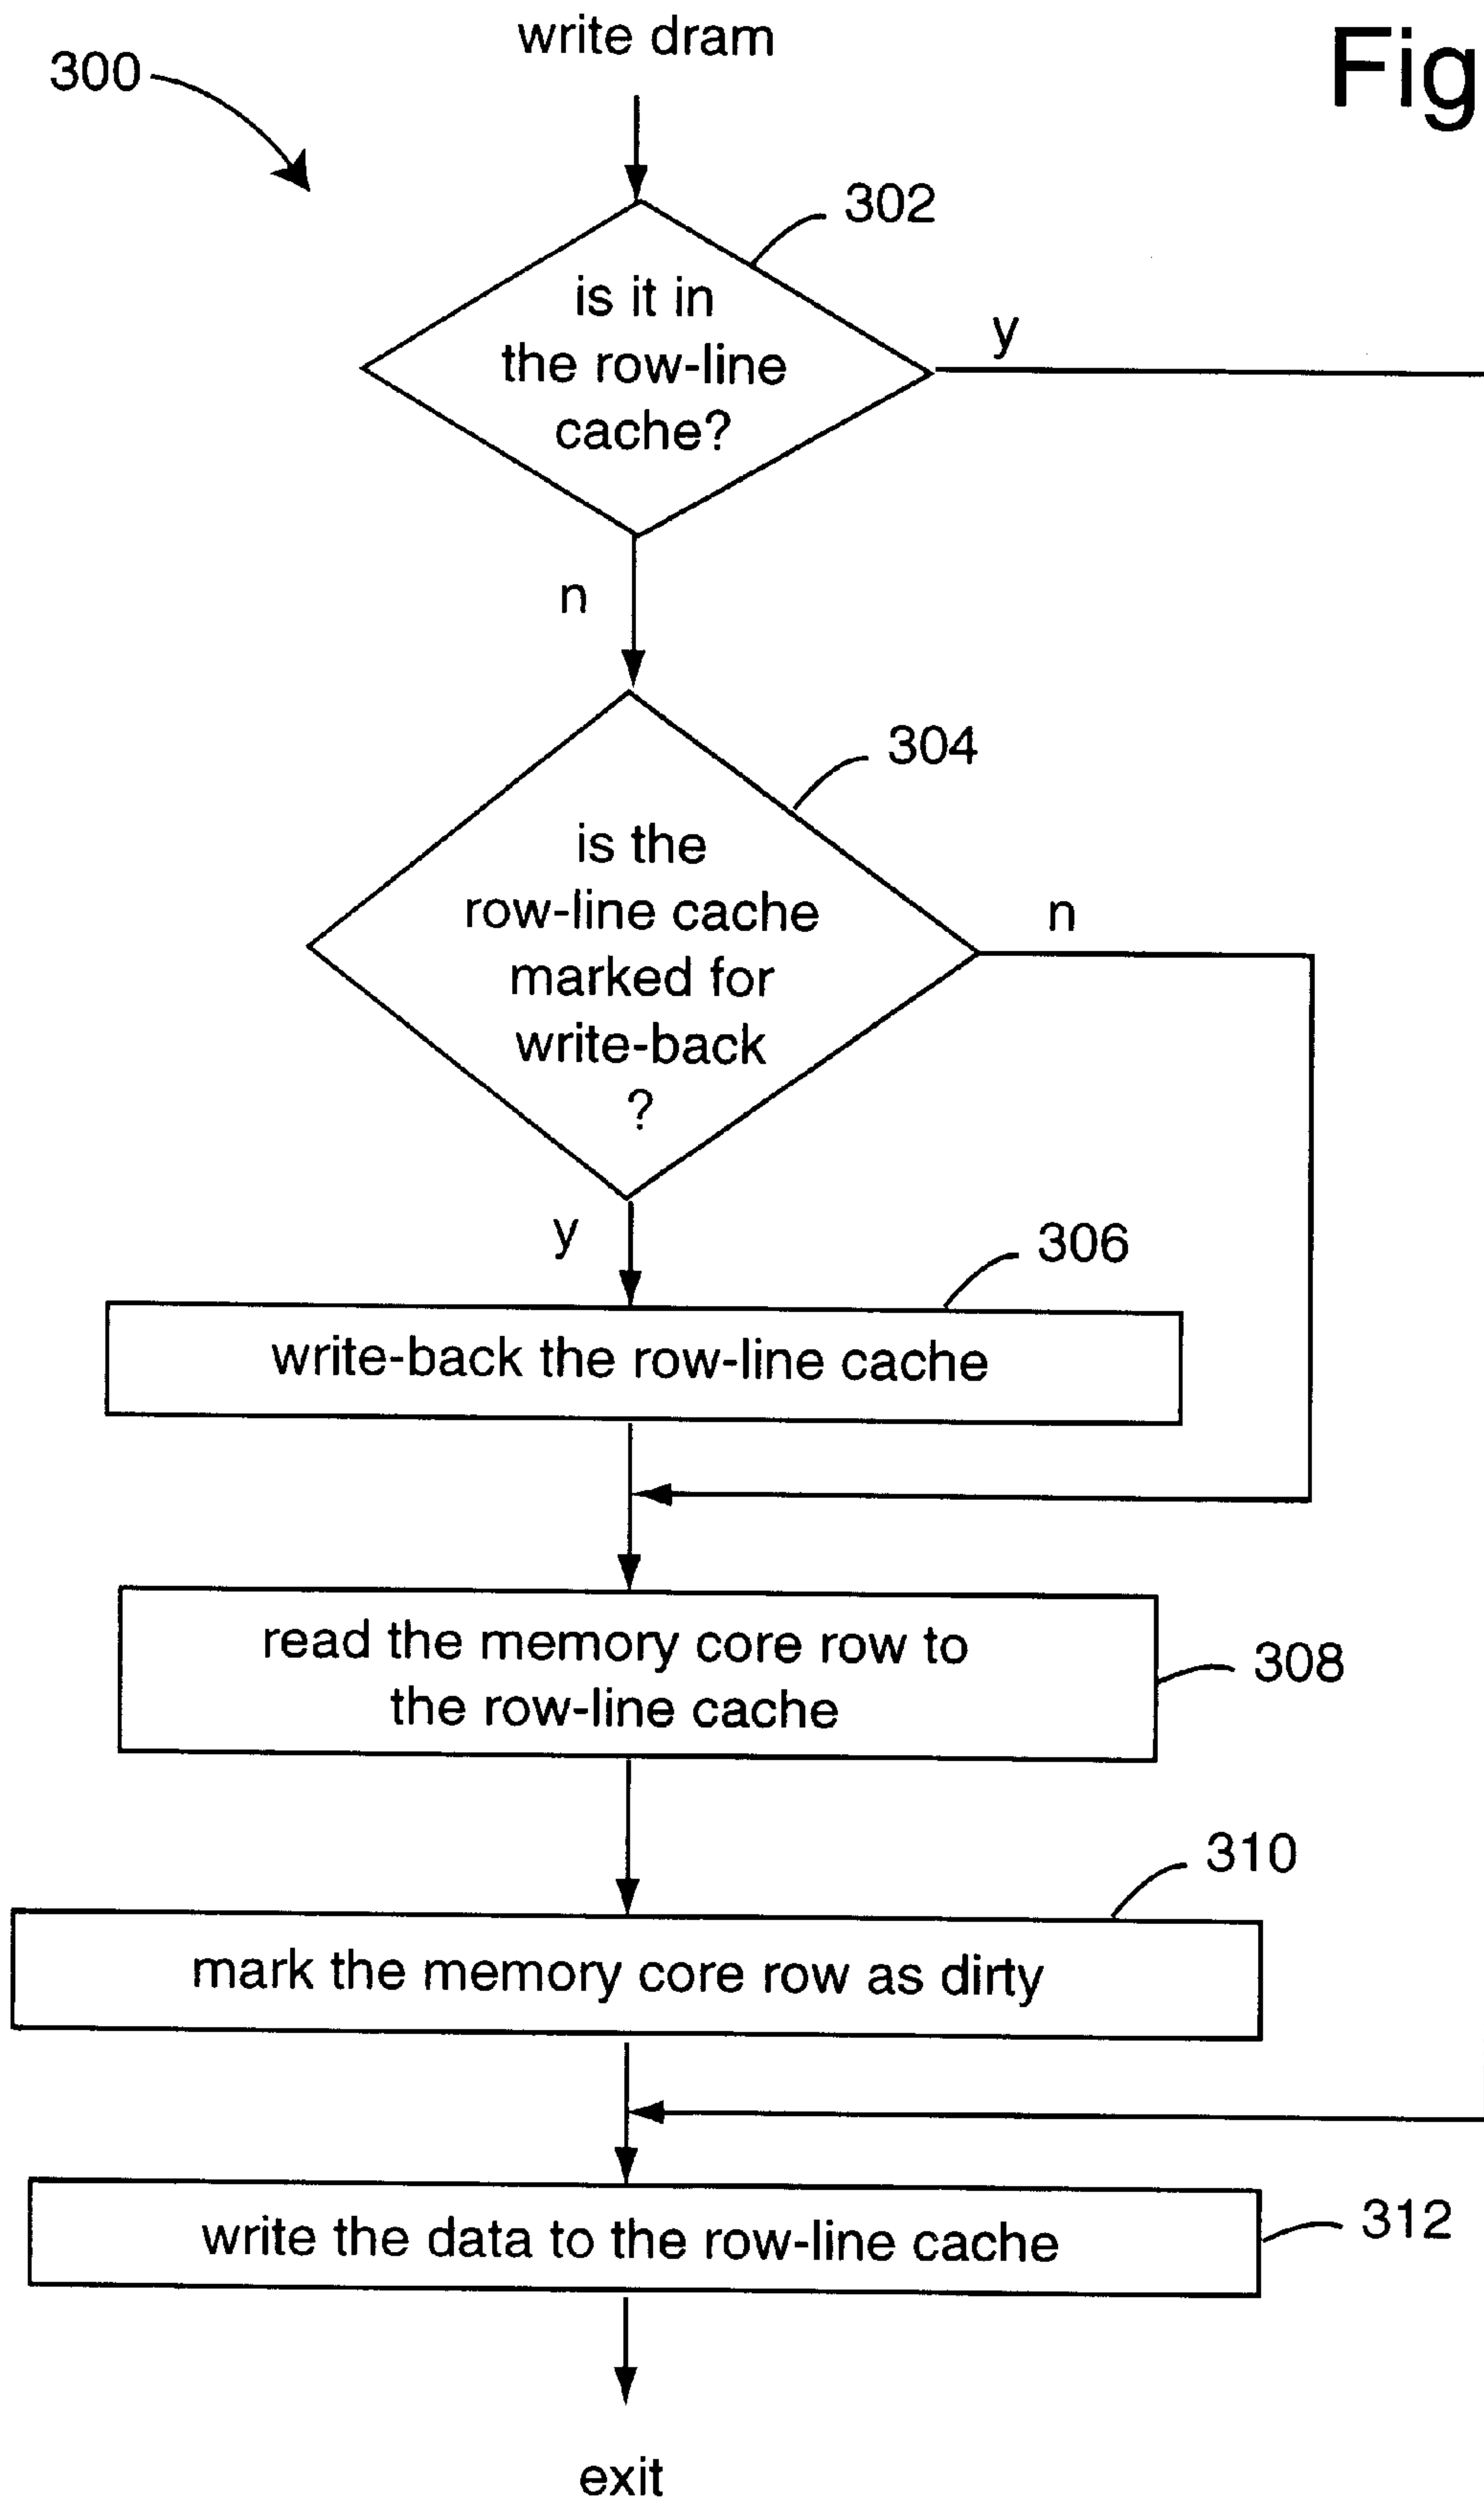 write dram
Fig
300
302
is it in
the row-line
cache?
y
n
304
is the
row-line cache
marked for
write-back
?
n
y
306
write-back the row-line cache
read the memory core row to
the row-line cache
308
310
mark the memory core row as dirty
write the data to the row-line cache
312
exit